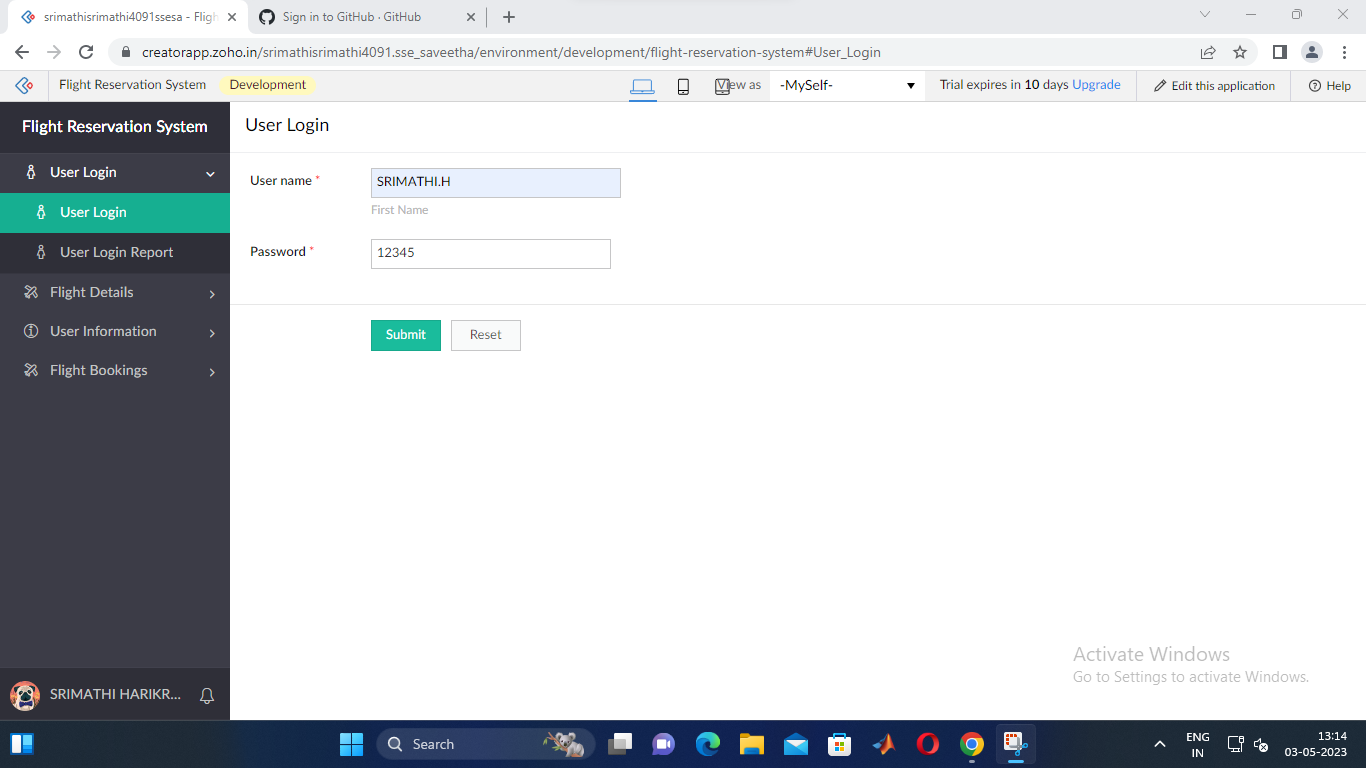 srimathisrimathi4091ssesa - Fligh
Sign in to GitHub · GitHub
creatorapp.zoho.in/srimathisrimathi4091.sse_saveetha/environment/development/flight-reservation-system#User_Login
Flight Reservation System
Development
View as
-MySelf-
Trial expires in 10 days Upgrade
Edit this application
Help
Flight Reservation System
User Login
User Login
User Login Report
Flight Details
User Information
Flight Bookings
SRIMATHI HARIKR...
User Login
User name *
SRIMATHI.H
First Name
Password *
12345
Submit
Reset
Activate Windows
Go to Settings to activate Windows.
Search
ENG
IN
13:14
03-05-2023